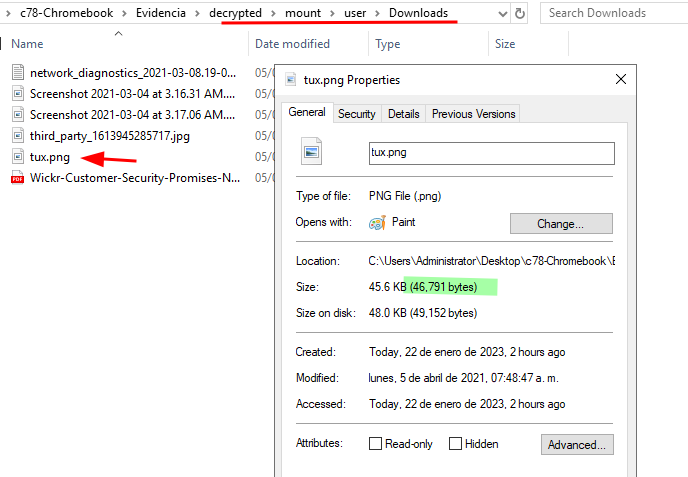 c78-Chromebook > Evidencia > decrypted > mount > user > Downloads
Search Downloads
Name Date modified Type Size
network_diagnostics_2021-03-08.19-0... 05/0
Screenshot 2021-03-04 at 3.16.31 AM.... 05/0
Screenshot 2021-03-04 at 3.17.06 AM.... 05/0
third_party_1613945285717.jpg 05/0
tux.png 05/0
Wickr-Customer-Security-Promises-N... 05/0
PDF
tux.png Properties
General Security Details Previous Versions
tux.png
Type of file: PNG File (.png)
Opens with: Paint Change...
Location: C:\Users\Administrator\Desktop\c78-Chromebook\E
Size: 45.6 KB (46,791 bytes)
Size on disk: 48.0 KB (49,152 bytes)
Created: Today, 22 de enero de 2023, 2 hours ago
Modified: lunes, 5 de abril de 2021, 07:48:47 a. m.
Accessed: Today, 22 de enero de 2023, 2 hours ago
Attributes: Read-only Hidden Advanced...